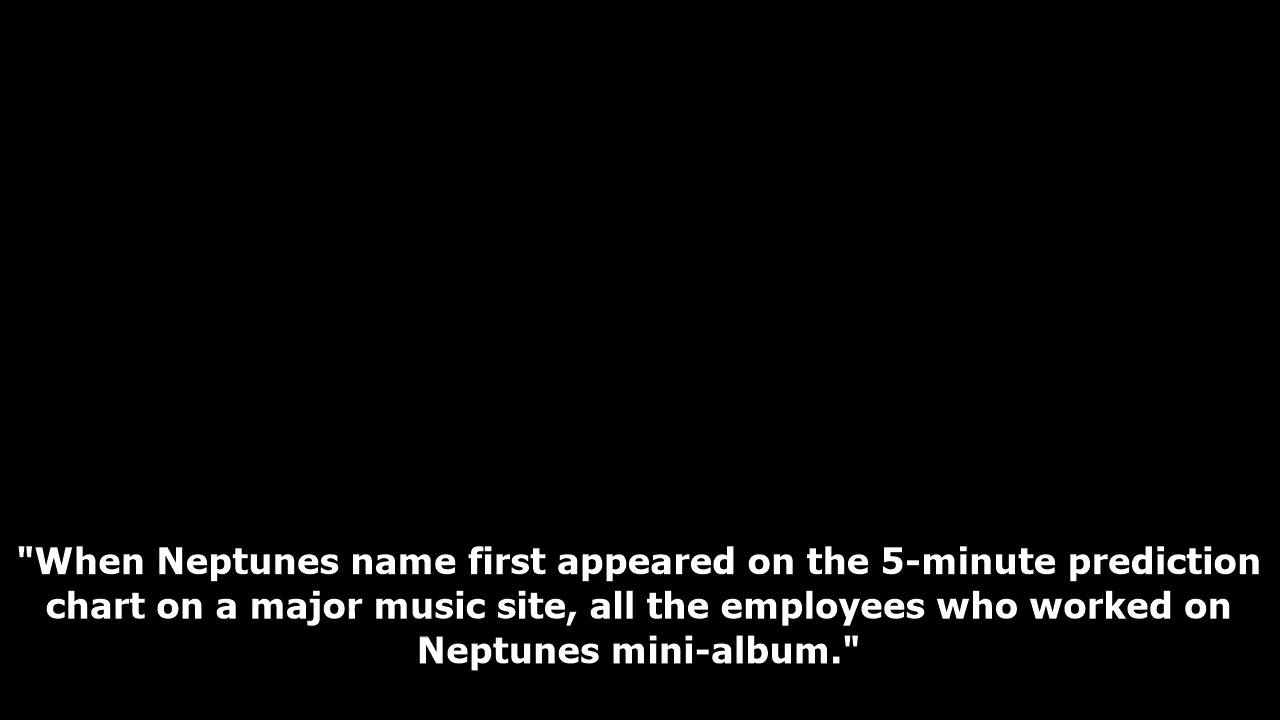 "When Neptunes name first appeared on the 5-minute prediction
chart on a major music site, all the employees who worked on
Neptunes mini-album."